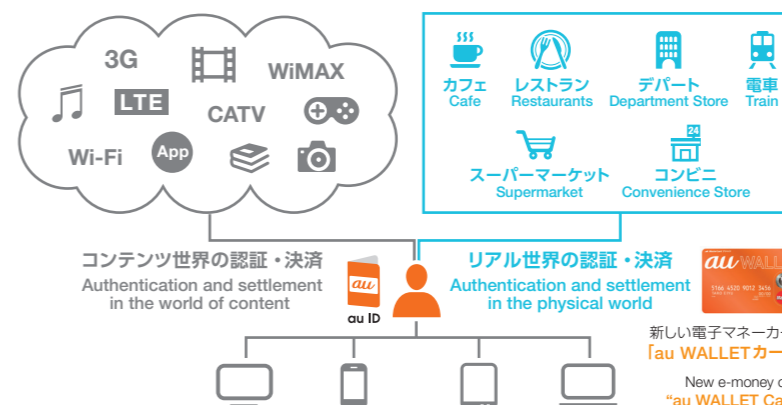 3G
WiMAX
LTE
CATV
Wi-Fi
App
カフェ
Cafe
レストラン
Restaurants
デパート
Department Store
電車
Train
スーパーマーケット
Supermarket
24
コンビニ
Convenience Store
コンテンツ世界の認証・決済
Authentication and settlement
in the world of content
au
au ID
リアル世界の認証・決済
Authentication and settlement
in the physical world
au WALL
5166 4520 9012 3456
新しい電子マネーカー
「au WALLETカー
New e-money
“au WALLET Ca